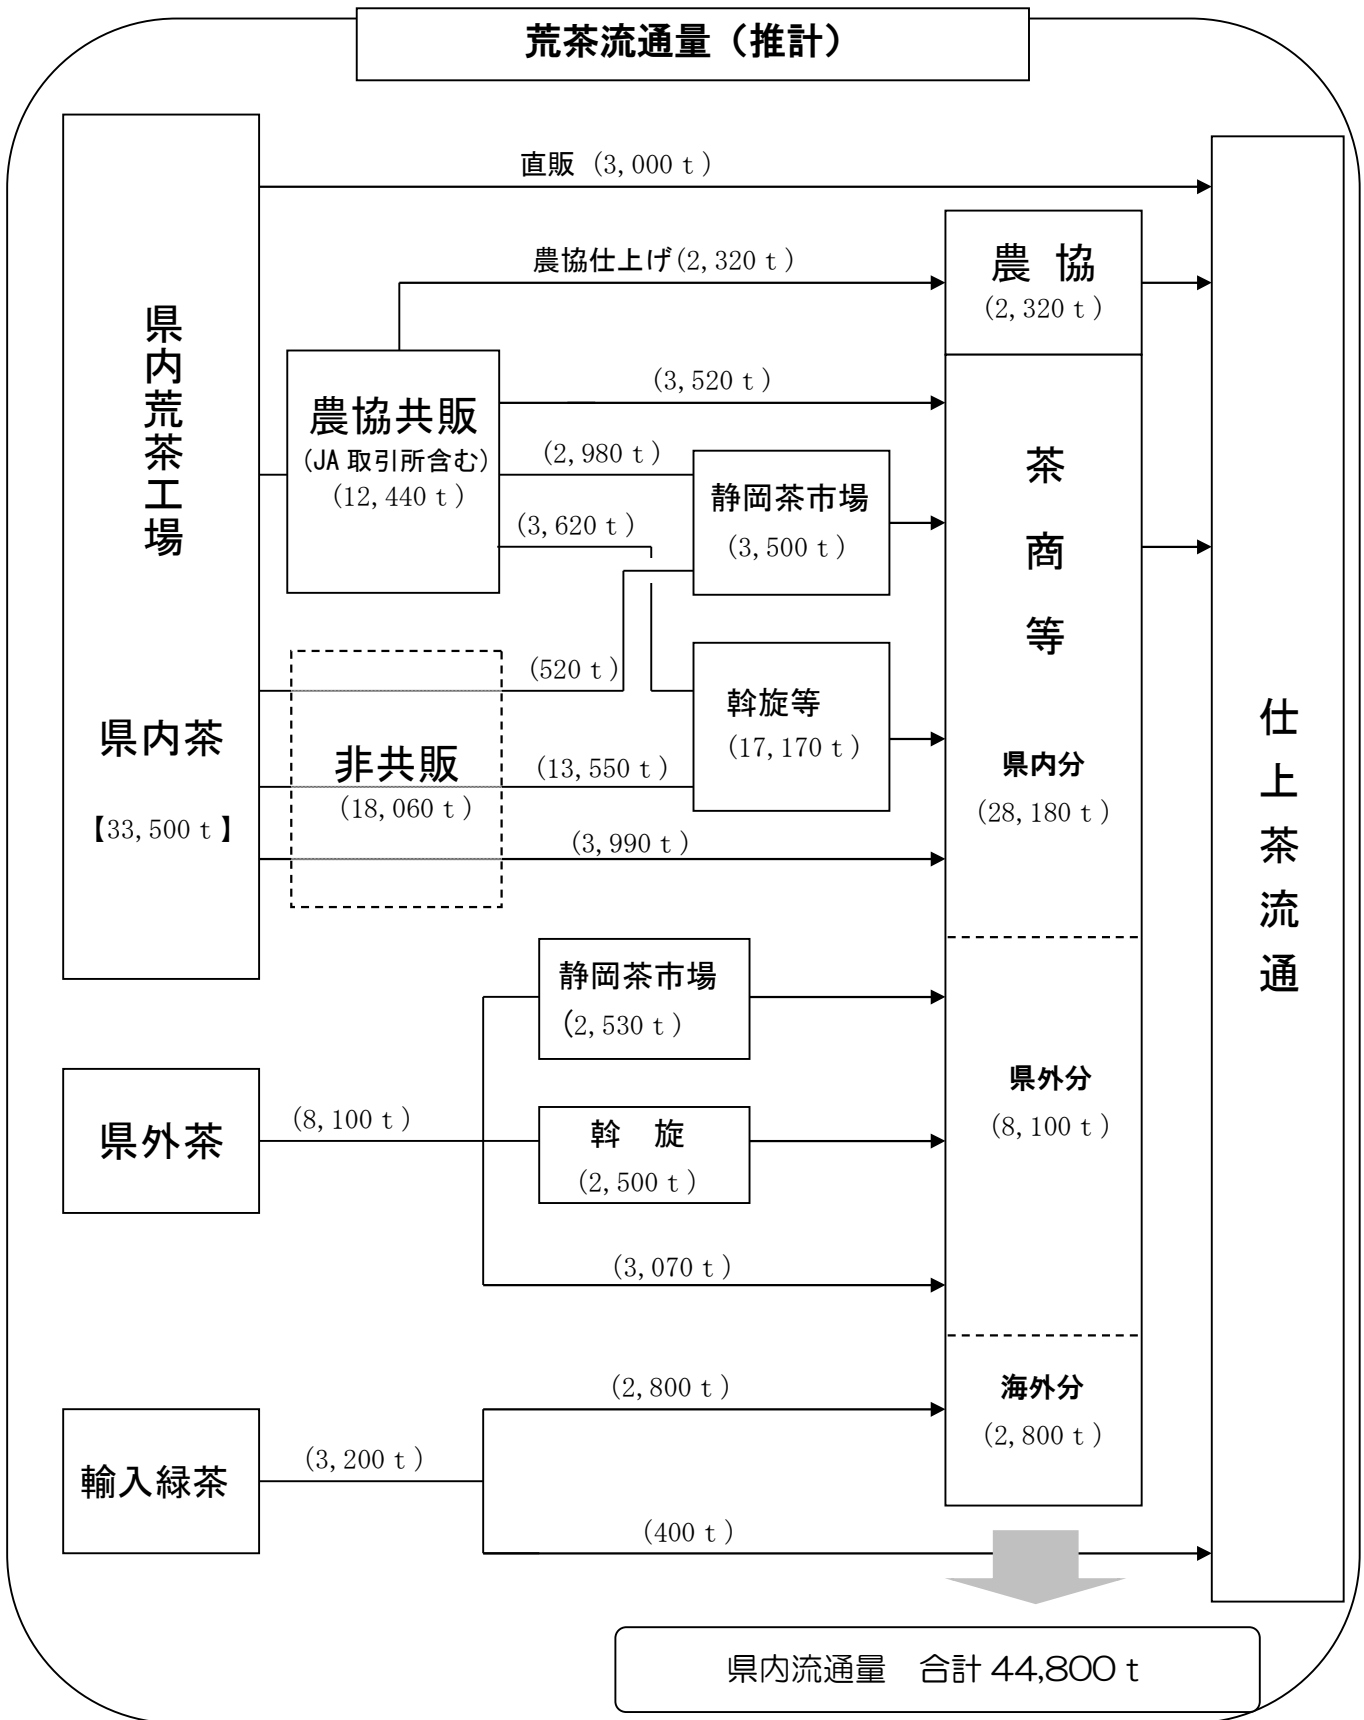 荒茶流通量（推計）
直販（3,000ｔ）
農協仕上げ(2,320ｔ)
農 協
(2,320ｔ)
県内荒茶工場
県内茶
【33,500ｔ】
農協共販
(JA 取引所含む)
(12,440ｔ)
(3,520ｔ)
(2,980ｔ)
(3,620ｔ)
静岡茶市場
(3,500ｔ)
茶商等
(520ｔ)
非共販
(18,060ｔ)
(13,550ｔ)
(3,990ｔ)
斡旋等
(17,170ｔ)
県内分
(28,180ｔ)
仕上茶流通
静岡茶市場
(2,530ｔ)
県外茶
(8,100ｔ)
斡　旋
(2,500ｔ)
(3,070ｔ)
県外分
(8,100ｔ)
輸入緑茶
(3,200ｔ)
(2,800ｔ)
(400ｔ)
海外分
(2,800ｔ)
県内流通量　合計 44,800ｔ